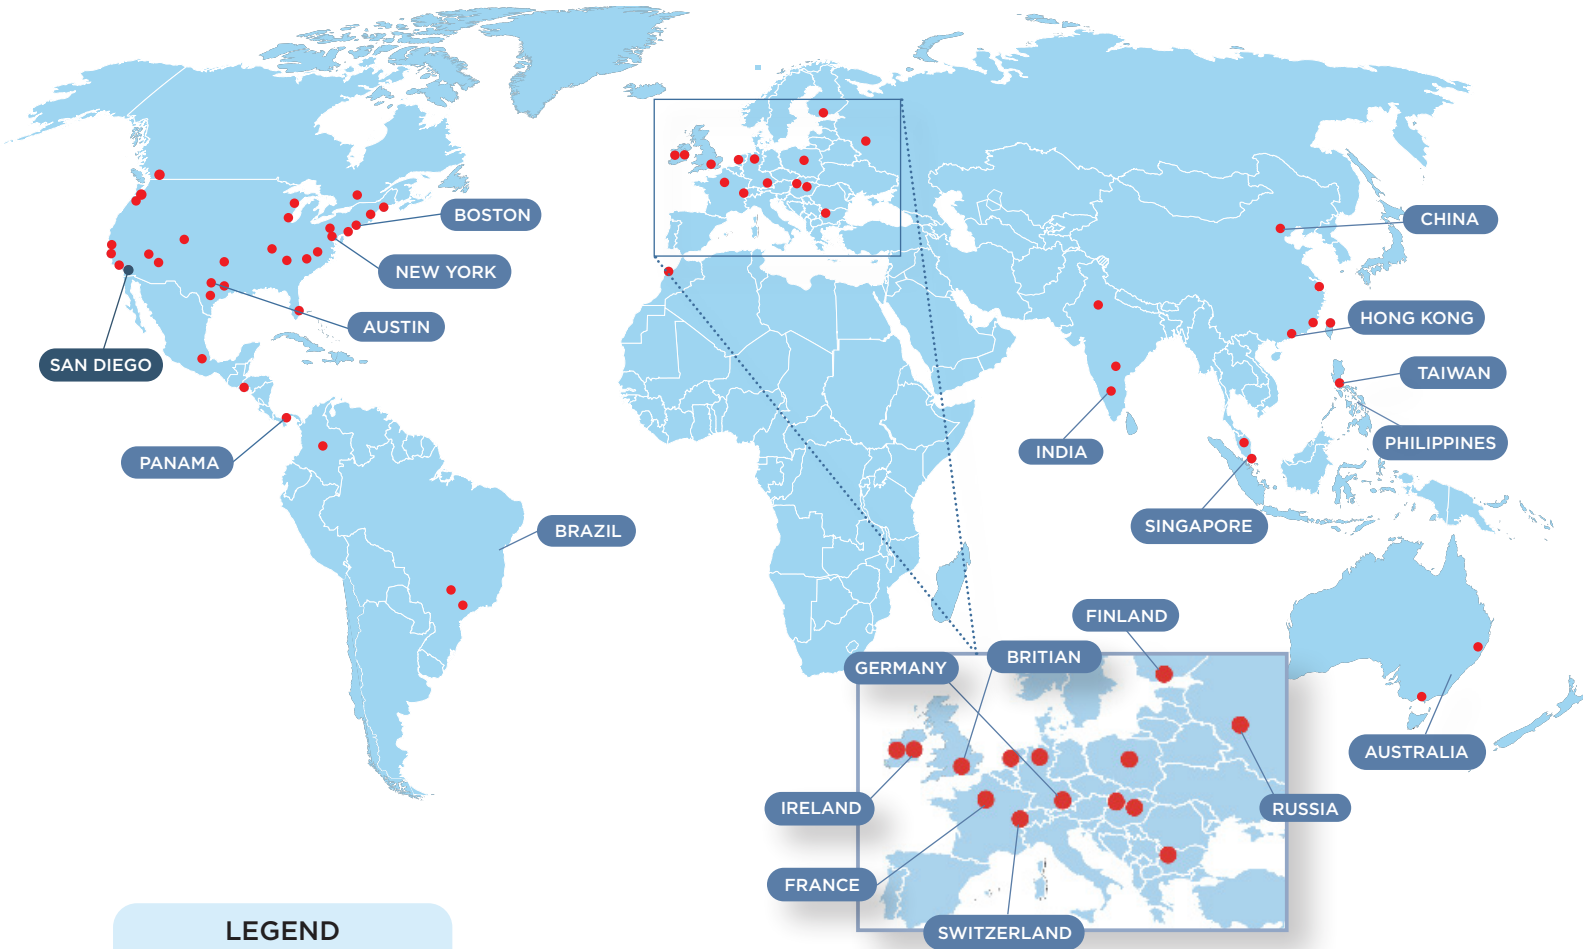 BOSTON
CHINA
NEW YORK
HONG KONG
AUSTIN
SAN DIEGO
TAIWAN
PHILIPPINES
INDIA
PANAMA
SINGAPORE
BRAZIL
FINLAND
BRITIAN
GERMANY
AUSTRALIA
IRELAND
RUSSIA
FRANCE
SWITZERLAND
LEGEND